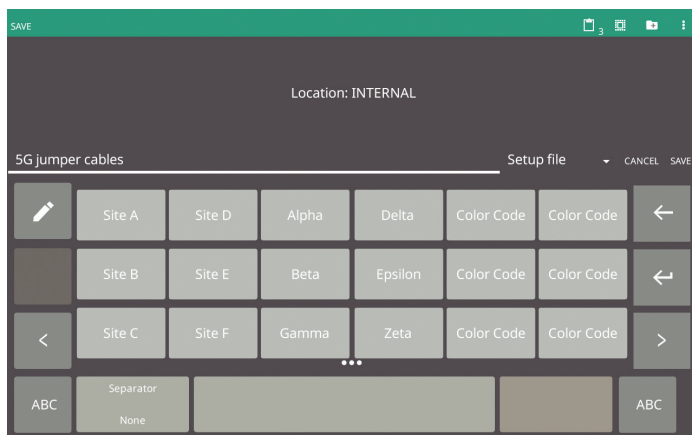 SAVE
3
Location: INTERNAL
5G jumper cables
Setup file
CANCEL SAVE
Site A Site D Alpha Delta Color Code Color Code
Site B Site E Beta Epsilon Color Code Color Code
Site C Site F Gamma Zeta Color Code Color Code
ABC
Separator
None
ABC